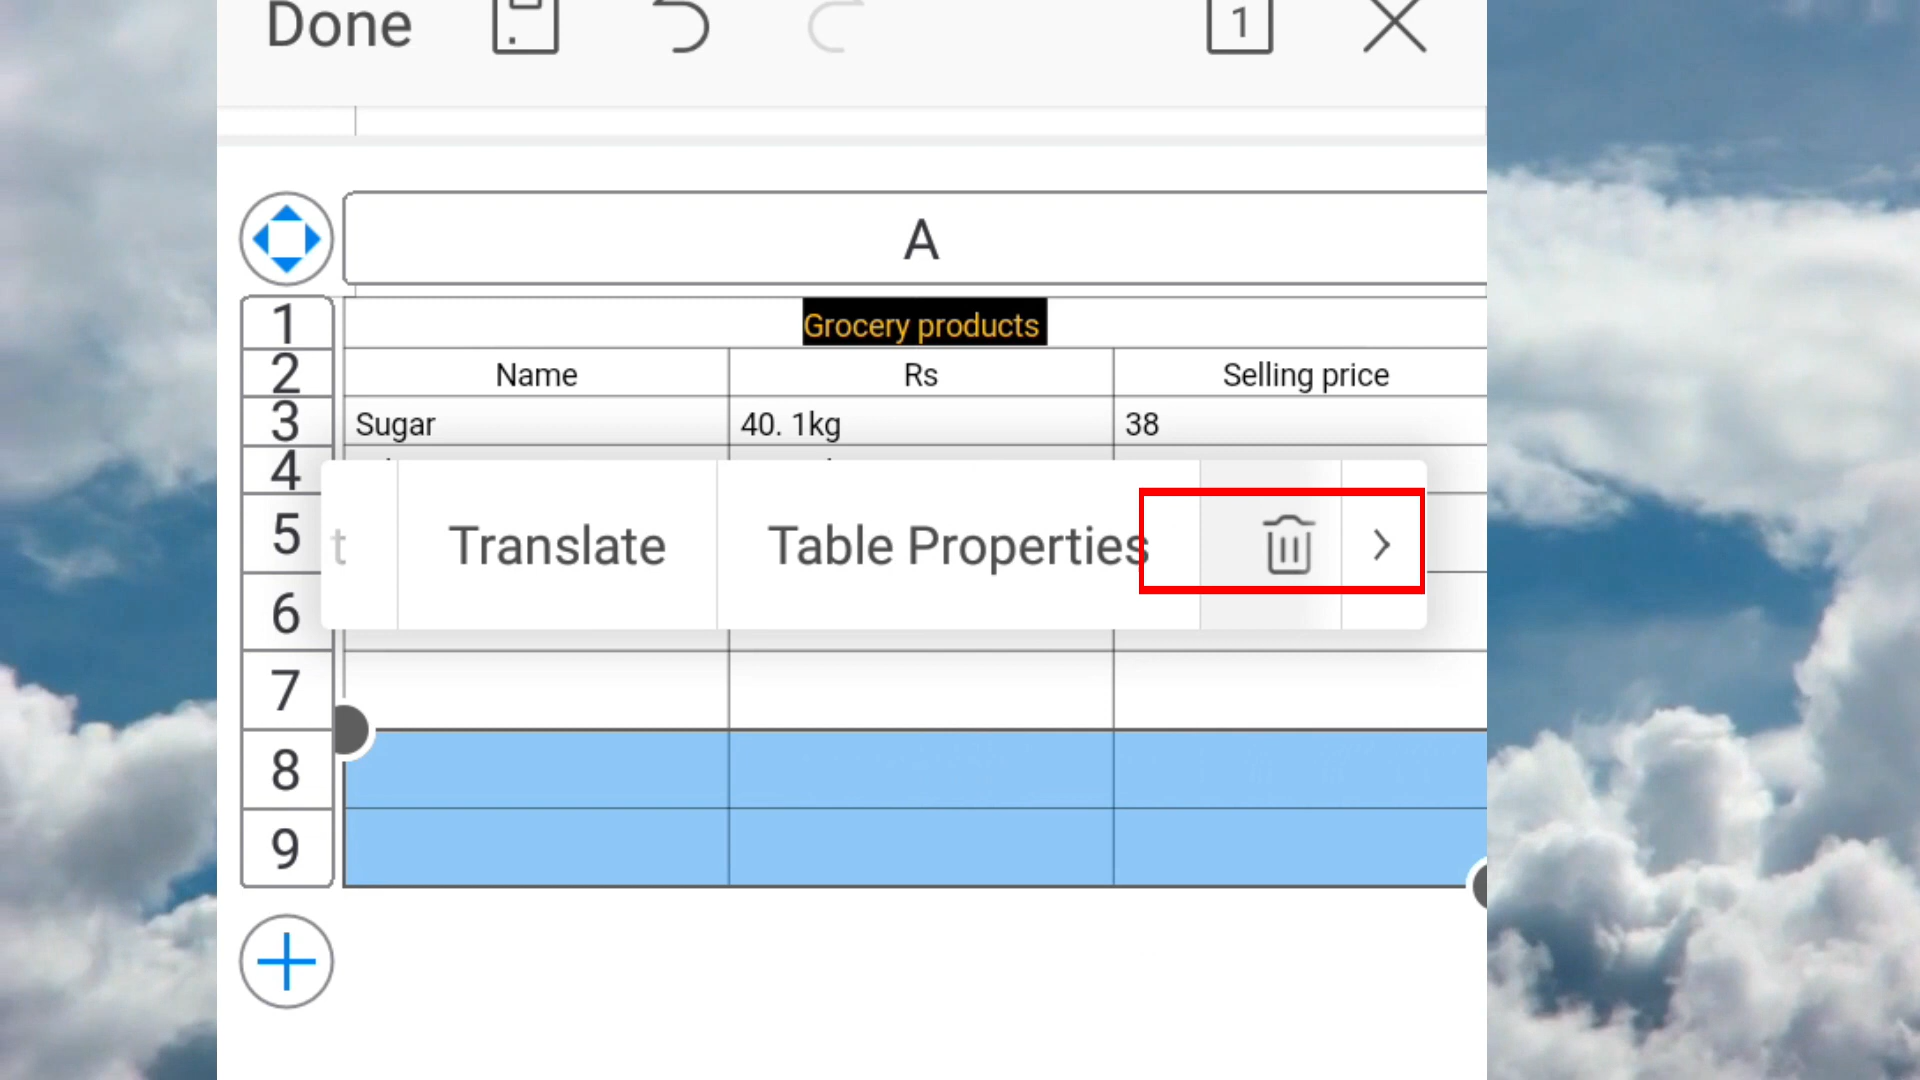 Done
1
A
1
Grocery products
2
Name Rs Selling price
3
Sugar 40. 1kg 38
4
5
t Translate Table Properties
6
7
8
9